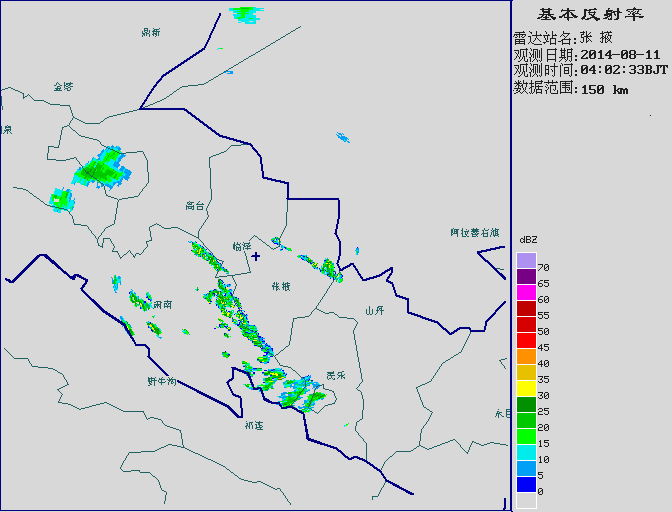 基本反射率
雷达站名:张 掖
观测日期:2014-08-11
观测时间:04:02:33BJT
数据范围:150 km
鼎新
金塔
泉
高台
阿拉善右旗
临泽
张掖
肃南
山丹
民乐
野牛沟
祁连
永昌
dBZ
70
65
60
55
50
45
40
35
30
25
20
15
10
5
0